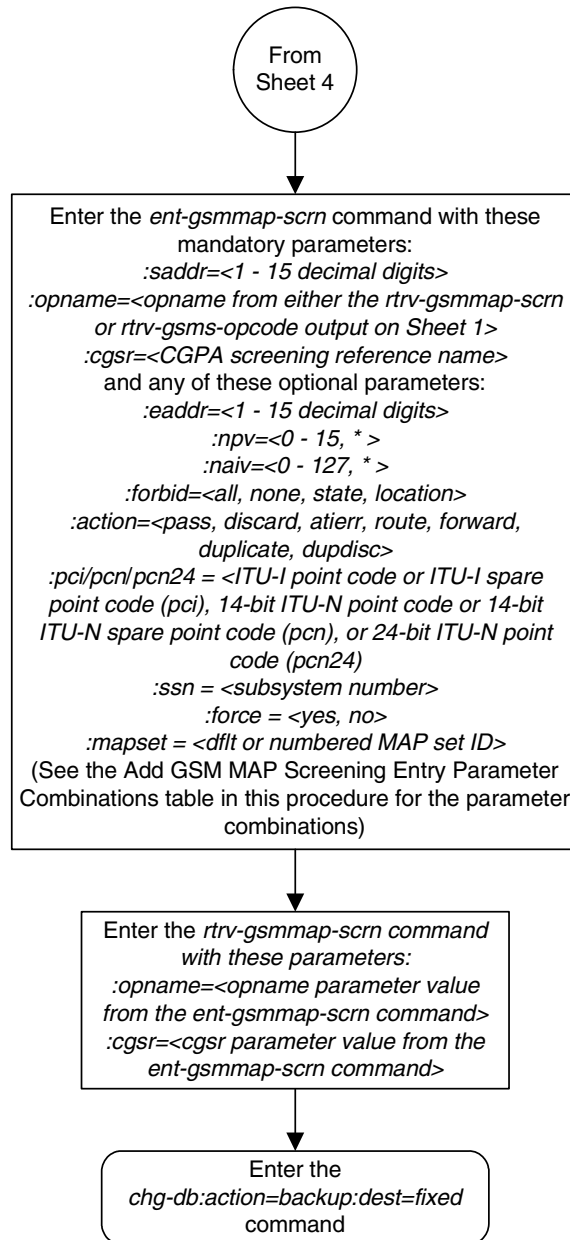 From
Sheet 4
Enter the ent-gsmmap-scrn command with these
mandatory parameters:
:saddr=<1 - 15 decimal digits>
:opname=<opname from either the rtrv-gsmmap-scrn
or rtrv-gsms-opcode output on Sheet 1>
:cgsr=<CGPA screening reference name>
and any of these optional parameters:
:eaddr=<1 - 15 decimal digits>
:npv=<0 - 15, * >
:naiv=<0 - 127, * >
:forbid=<all, none, state, location>
:action=<pass, discard, atierr, route, forward,
duplicate, dupdisc>
:pci/pcn/pcn24 = <ITU-I point code or ITU-I spare
point code (pci), 14-bit ITU-N point code or 14-bit
ITU-N spare point code (pcn), or 24-bit ITU-N point
code (pcn24)
:ssn = <subsystem number>
:force = <yes, no>
:mapset = <dflt or numbered MAP set ID>
(See the Add GSM MAP Screening Entry Parameter
Combinations table in this procedure for the parameter
combinations)
Enter the rtrv-gsmmap-scrn command
with these parameters:
:opname=<opname parameter value
from the ent-gsmmap-scrn command>
:cgsr=<cgsr parameter value from the
ent-gsmmap-scrn command>
Enter the
chg-db:action=backup:dest=fixed
command